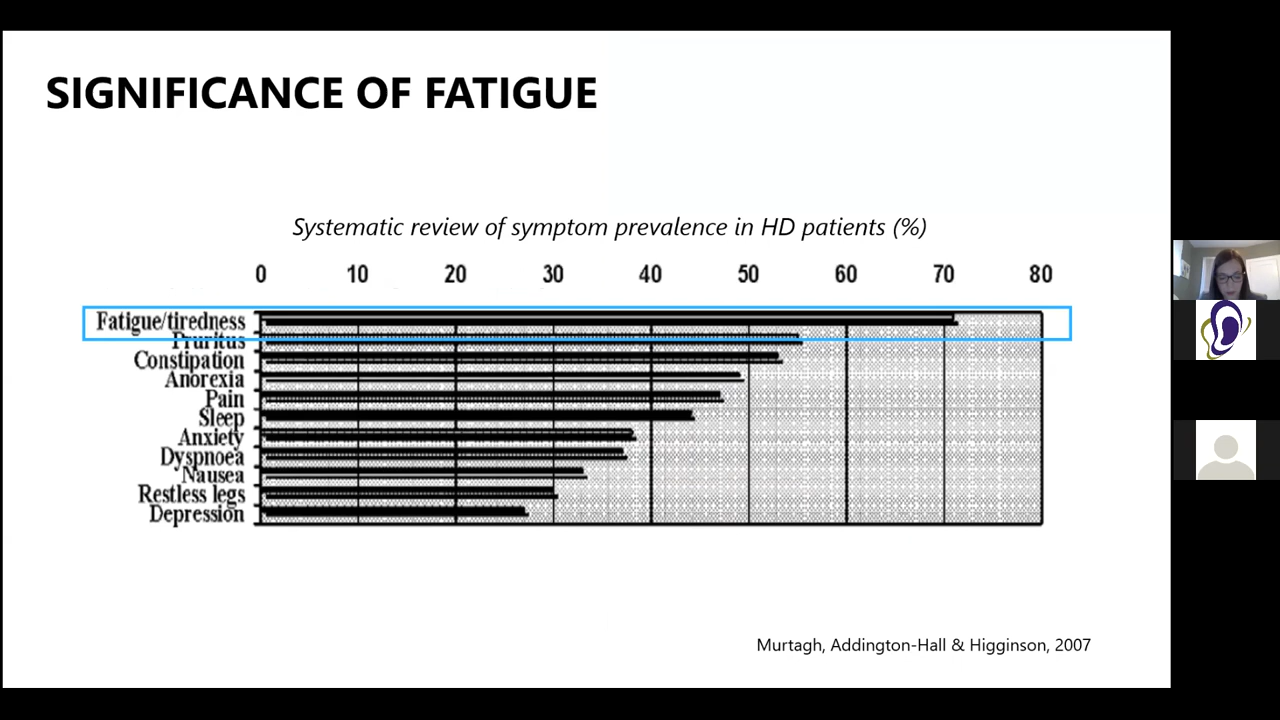 SIGNIFICANCE OF FATIGUE
Systematic review of symptom prevalence in HD patients (%)
0 10 20 30 40 50 60 70 80
Fatigue/tiredness
Pruritus
Constipation
Anorexia
Pain
Sleep
Anxiety
Dyspnoea
Nausea
Restless legs
Depression
Murtagh, Addington-Hall & Higginson, 2007